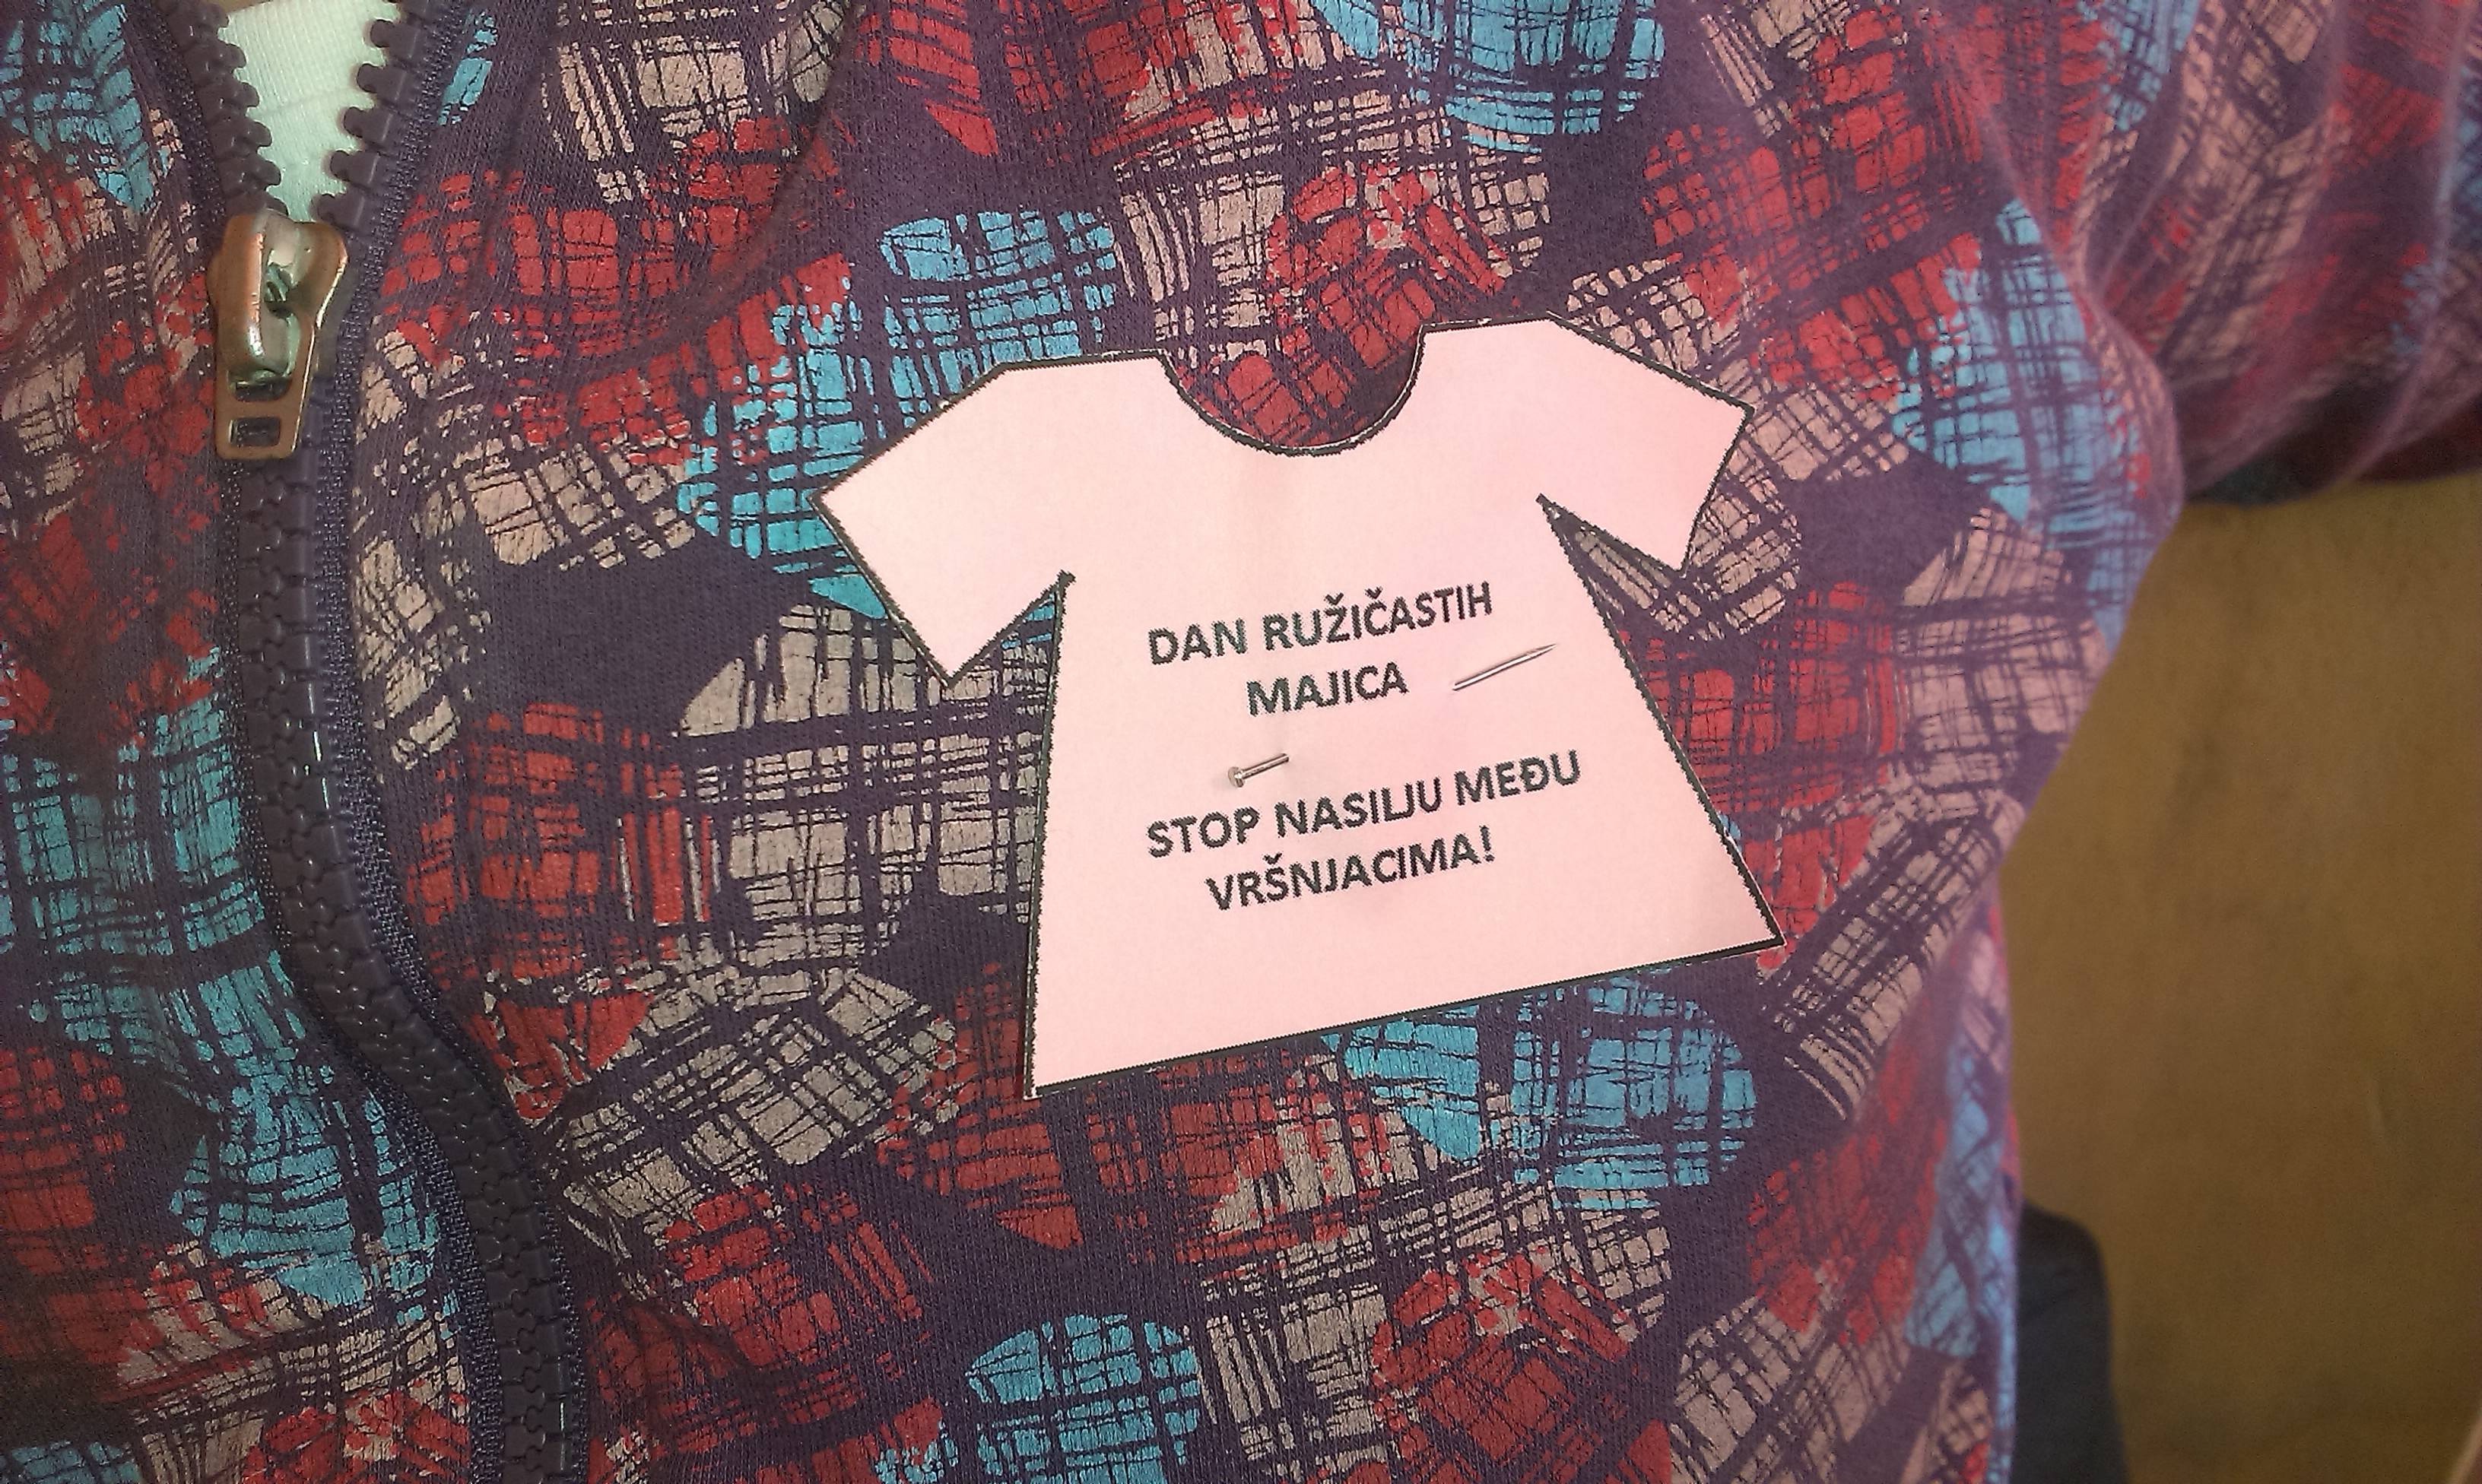 DAN RUŽIČASTIH
MAJICA
STOP NASILJU MEĐU
VRŠNJACIMA!